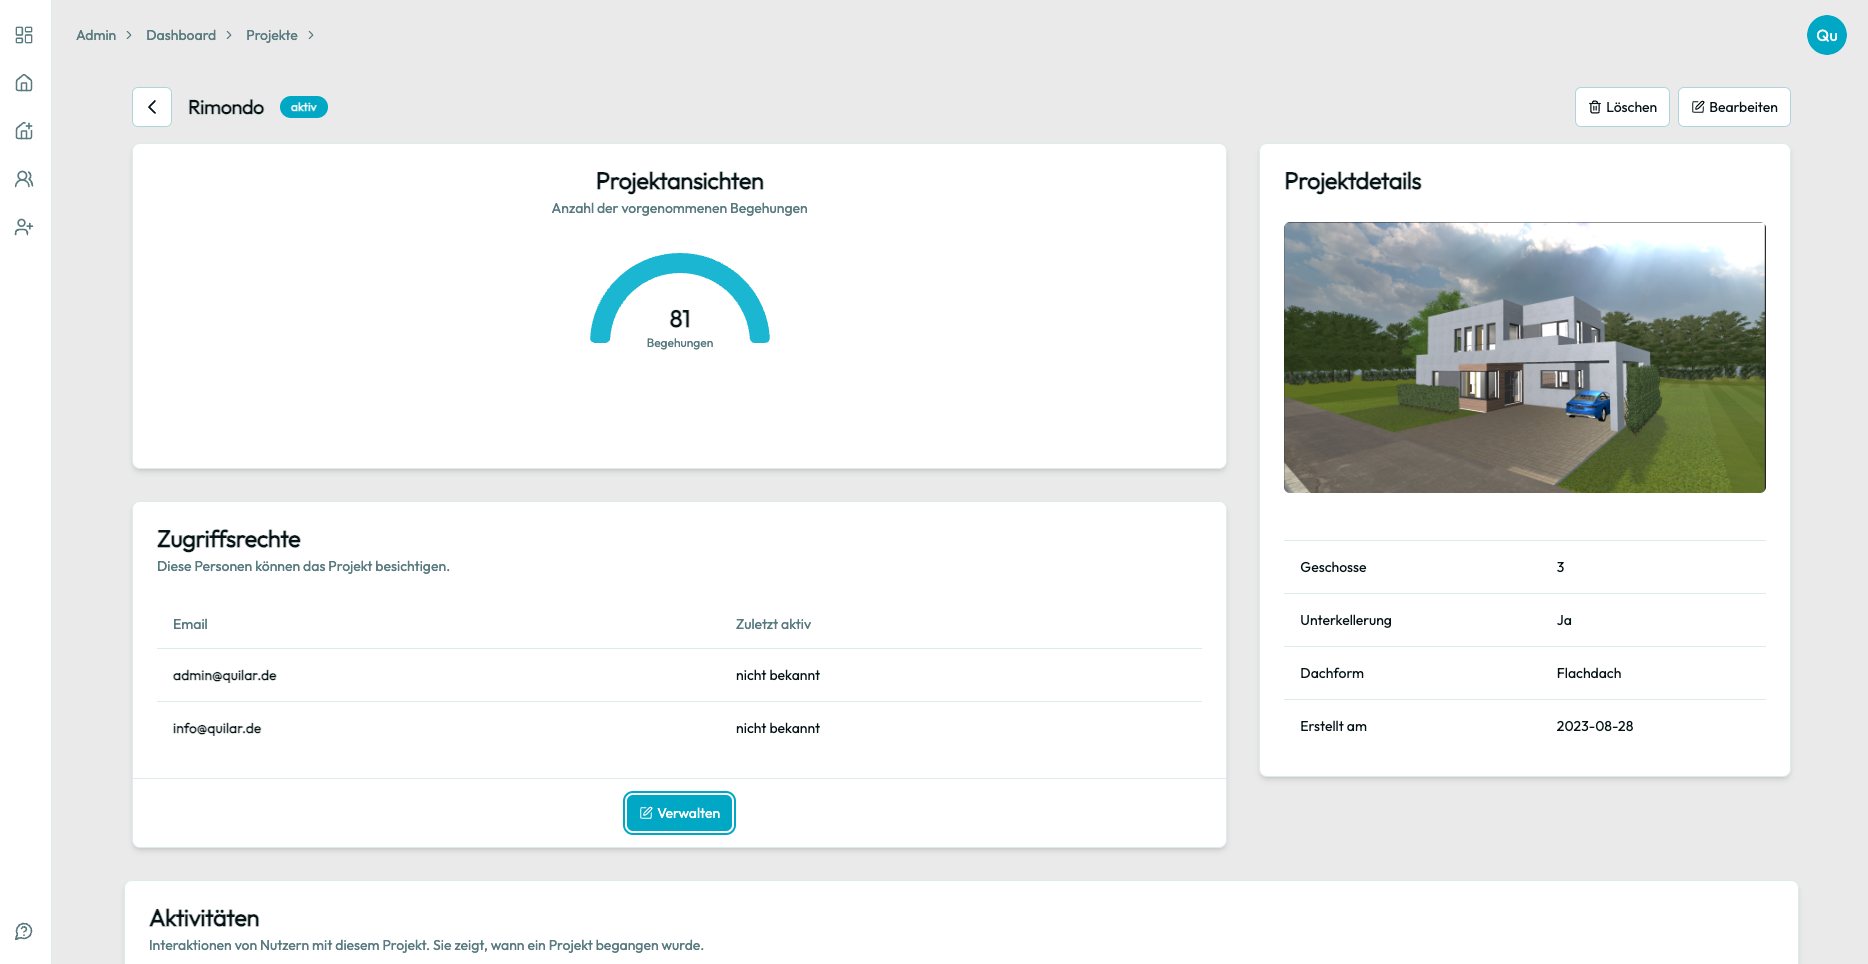 Admin
Dashboard
Projekte
Qu
Rimondo
aktiv
Löschen
Bearbeiten
Projektansichten
Anzahl der vorgenommenen Begehungen
81
Begehungen
Projektdetails
Geschosse 3
Unterkellerung Ja
Dachform Flachdach
Erstellt am 2023-08-28
Zugriffsrechte
Diese Personen können das Projekt besichtigen.
Email Zuletzt aktiv
admin@quilar.de nicht bekannt
info@quilar.de nicht bekannt
Verwalten
Aktivitäten
Interaktionen von Nutzern mit diesem Projekt. Sie zeigt, wann ein Projekt begangen wurde.